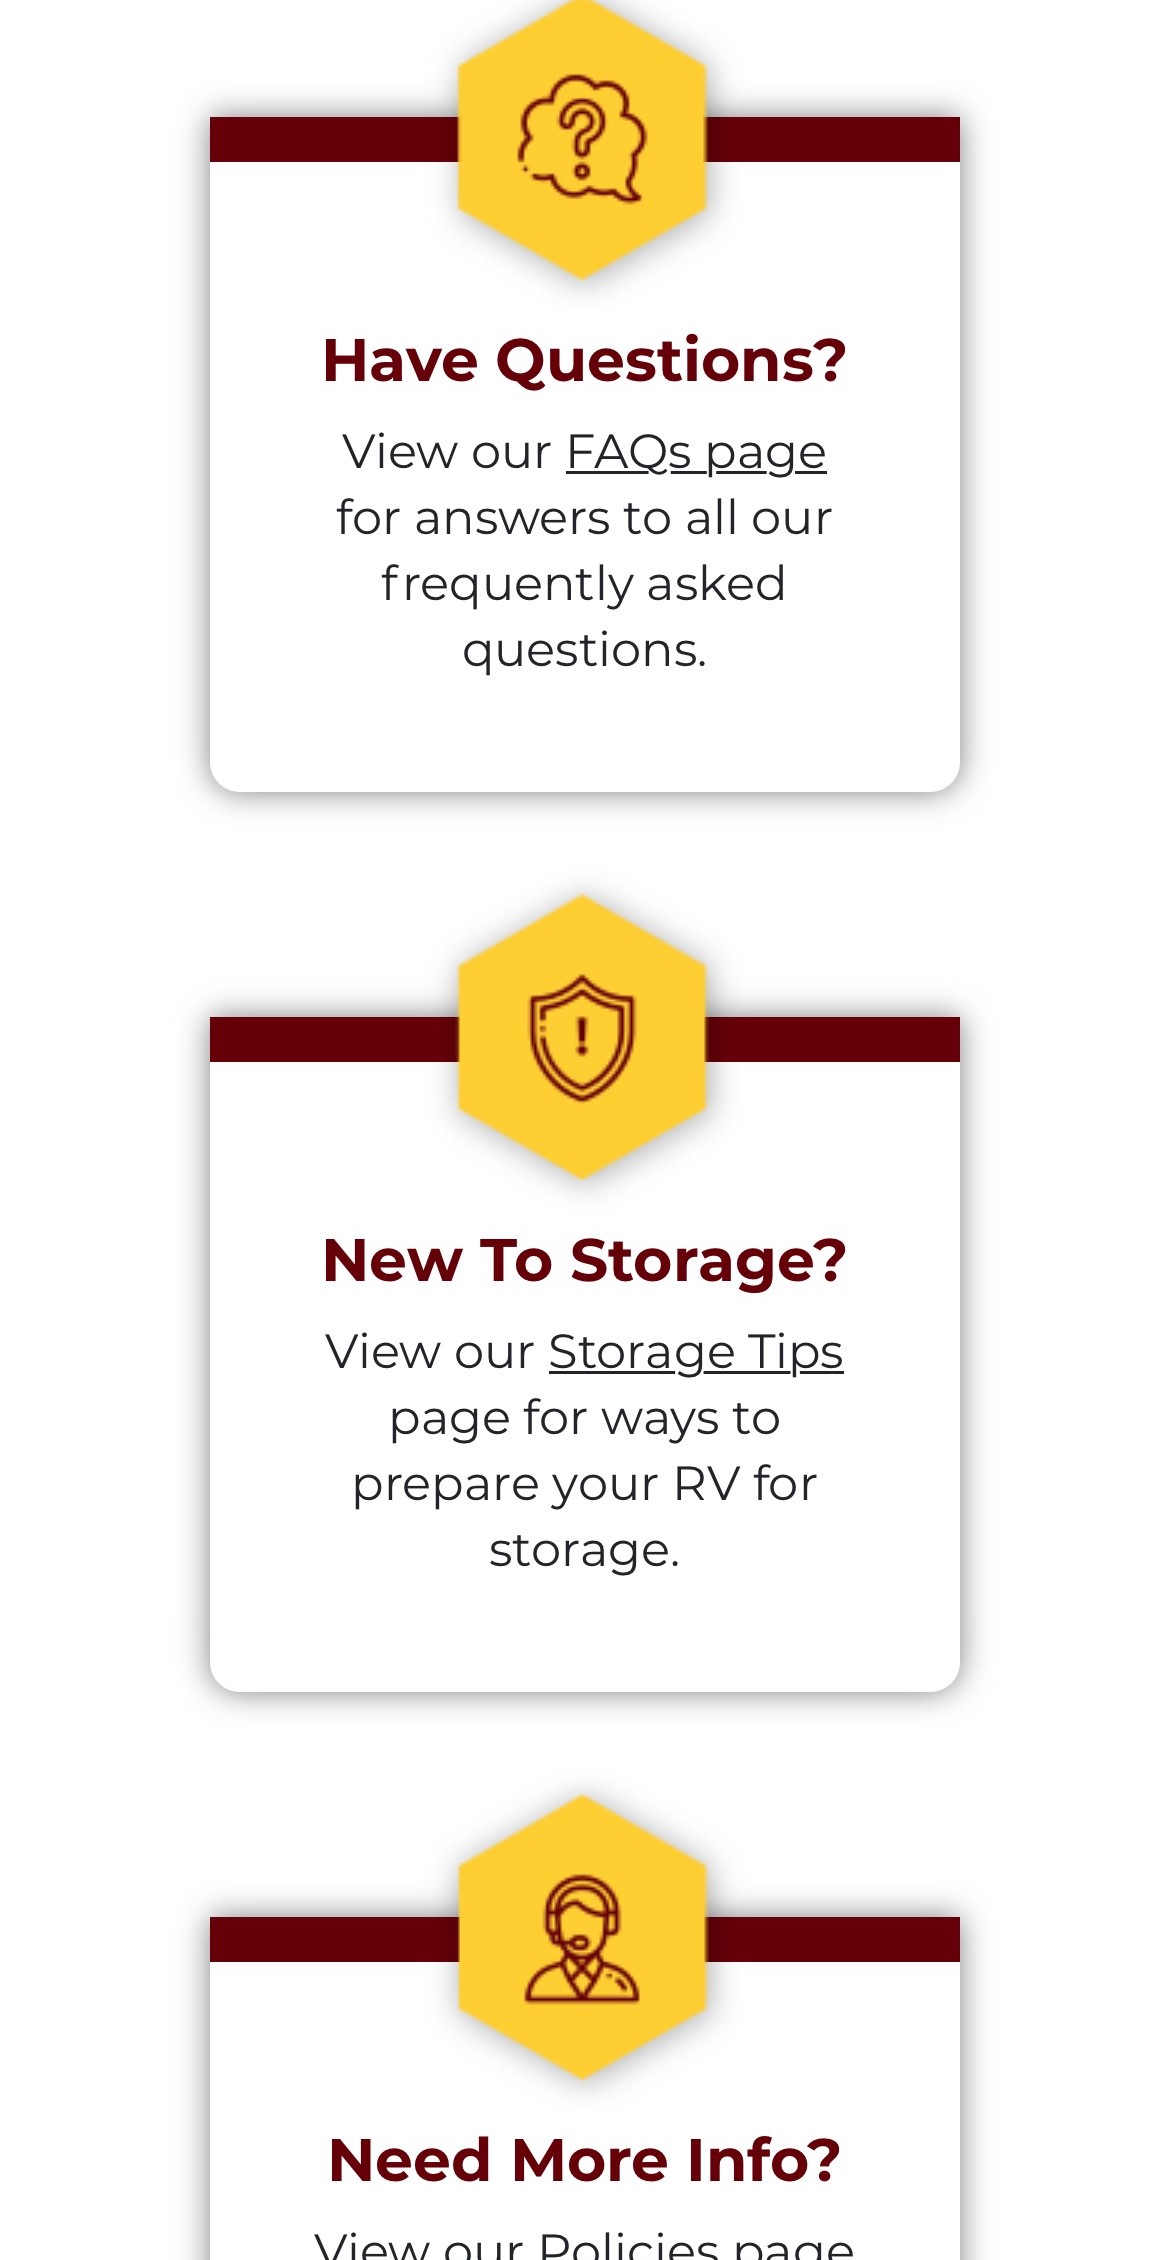 Have Questions?
View our FAQs page
for answers to all our
frequently asked
questions.
New To Storage?
View our Storage Tips
page for ways to
prepare your RV for
storage.
Need More Info?
View our Policies page